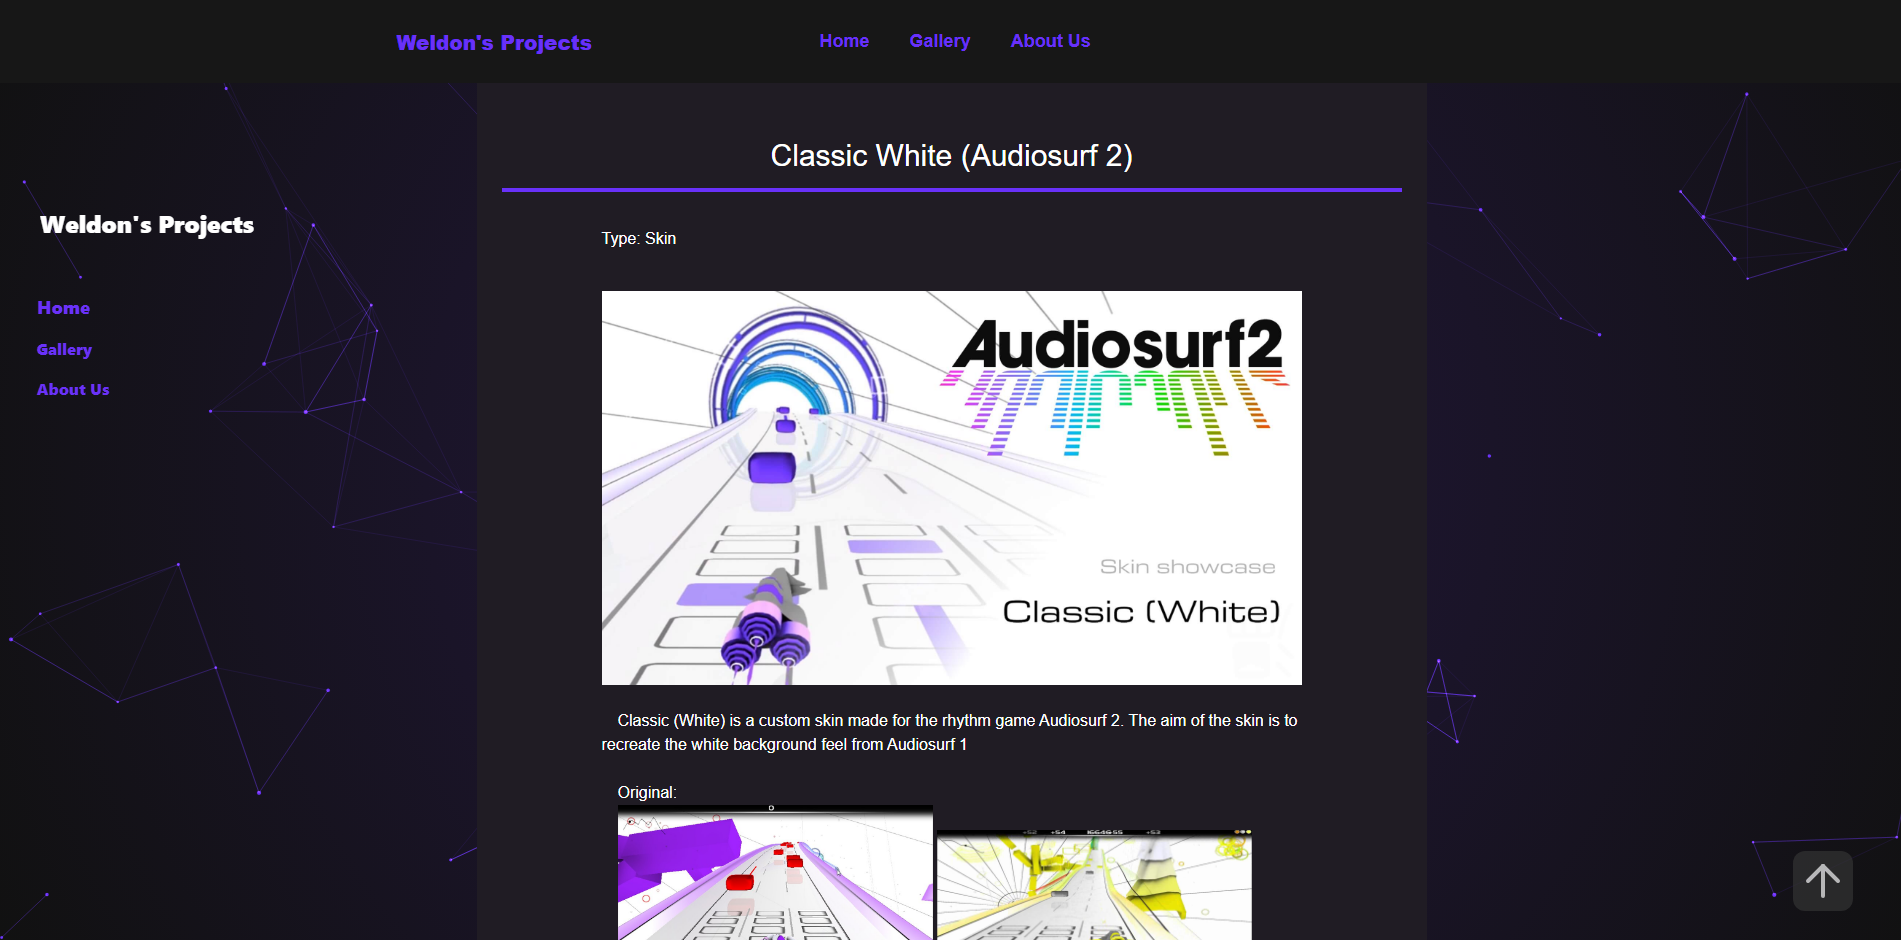 Weldon's Projects
Home
Gallery
About Us
Weldon's Projects
Home
Gallery
About Us
Classic White (Audiosurf 2)
Type: Skin
Audiosurf2
Skin showcase
Classic (White)
Classic (White) is a custom skin made for the rhythm game Audiosurf 2. The aim of the skin is to
recreate the white background feel from Audiosurf 1
Original: